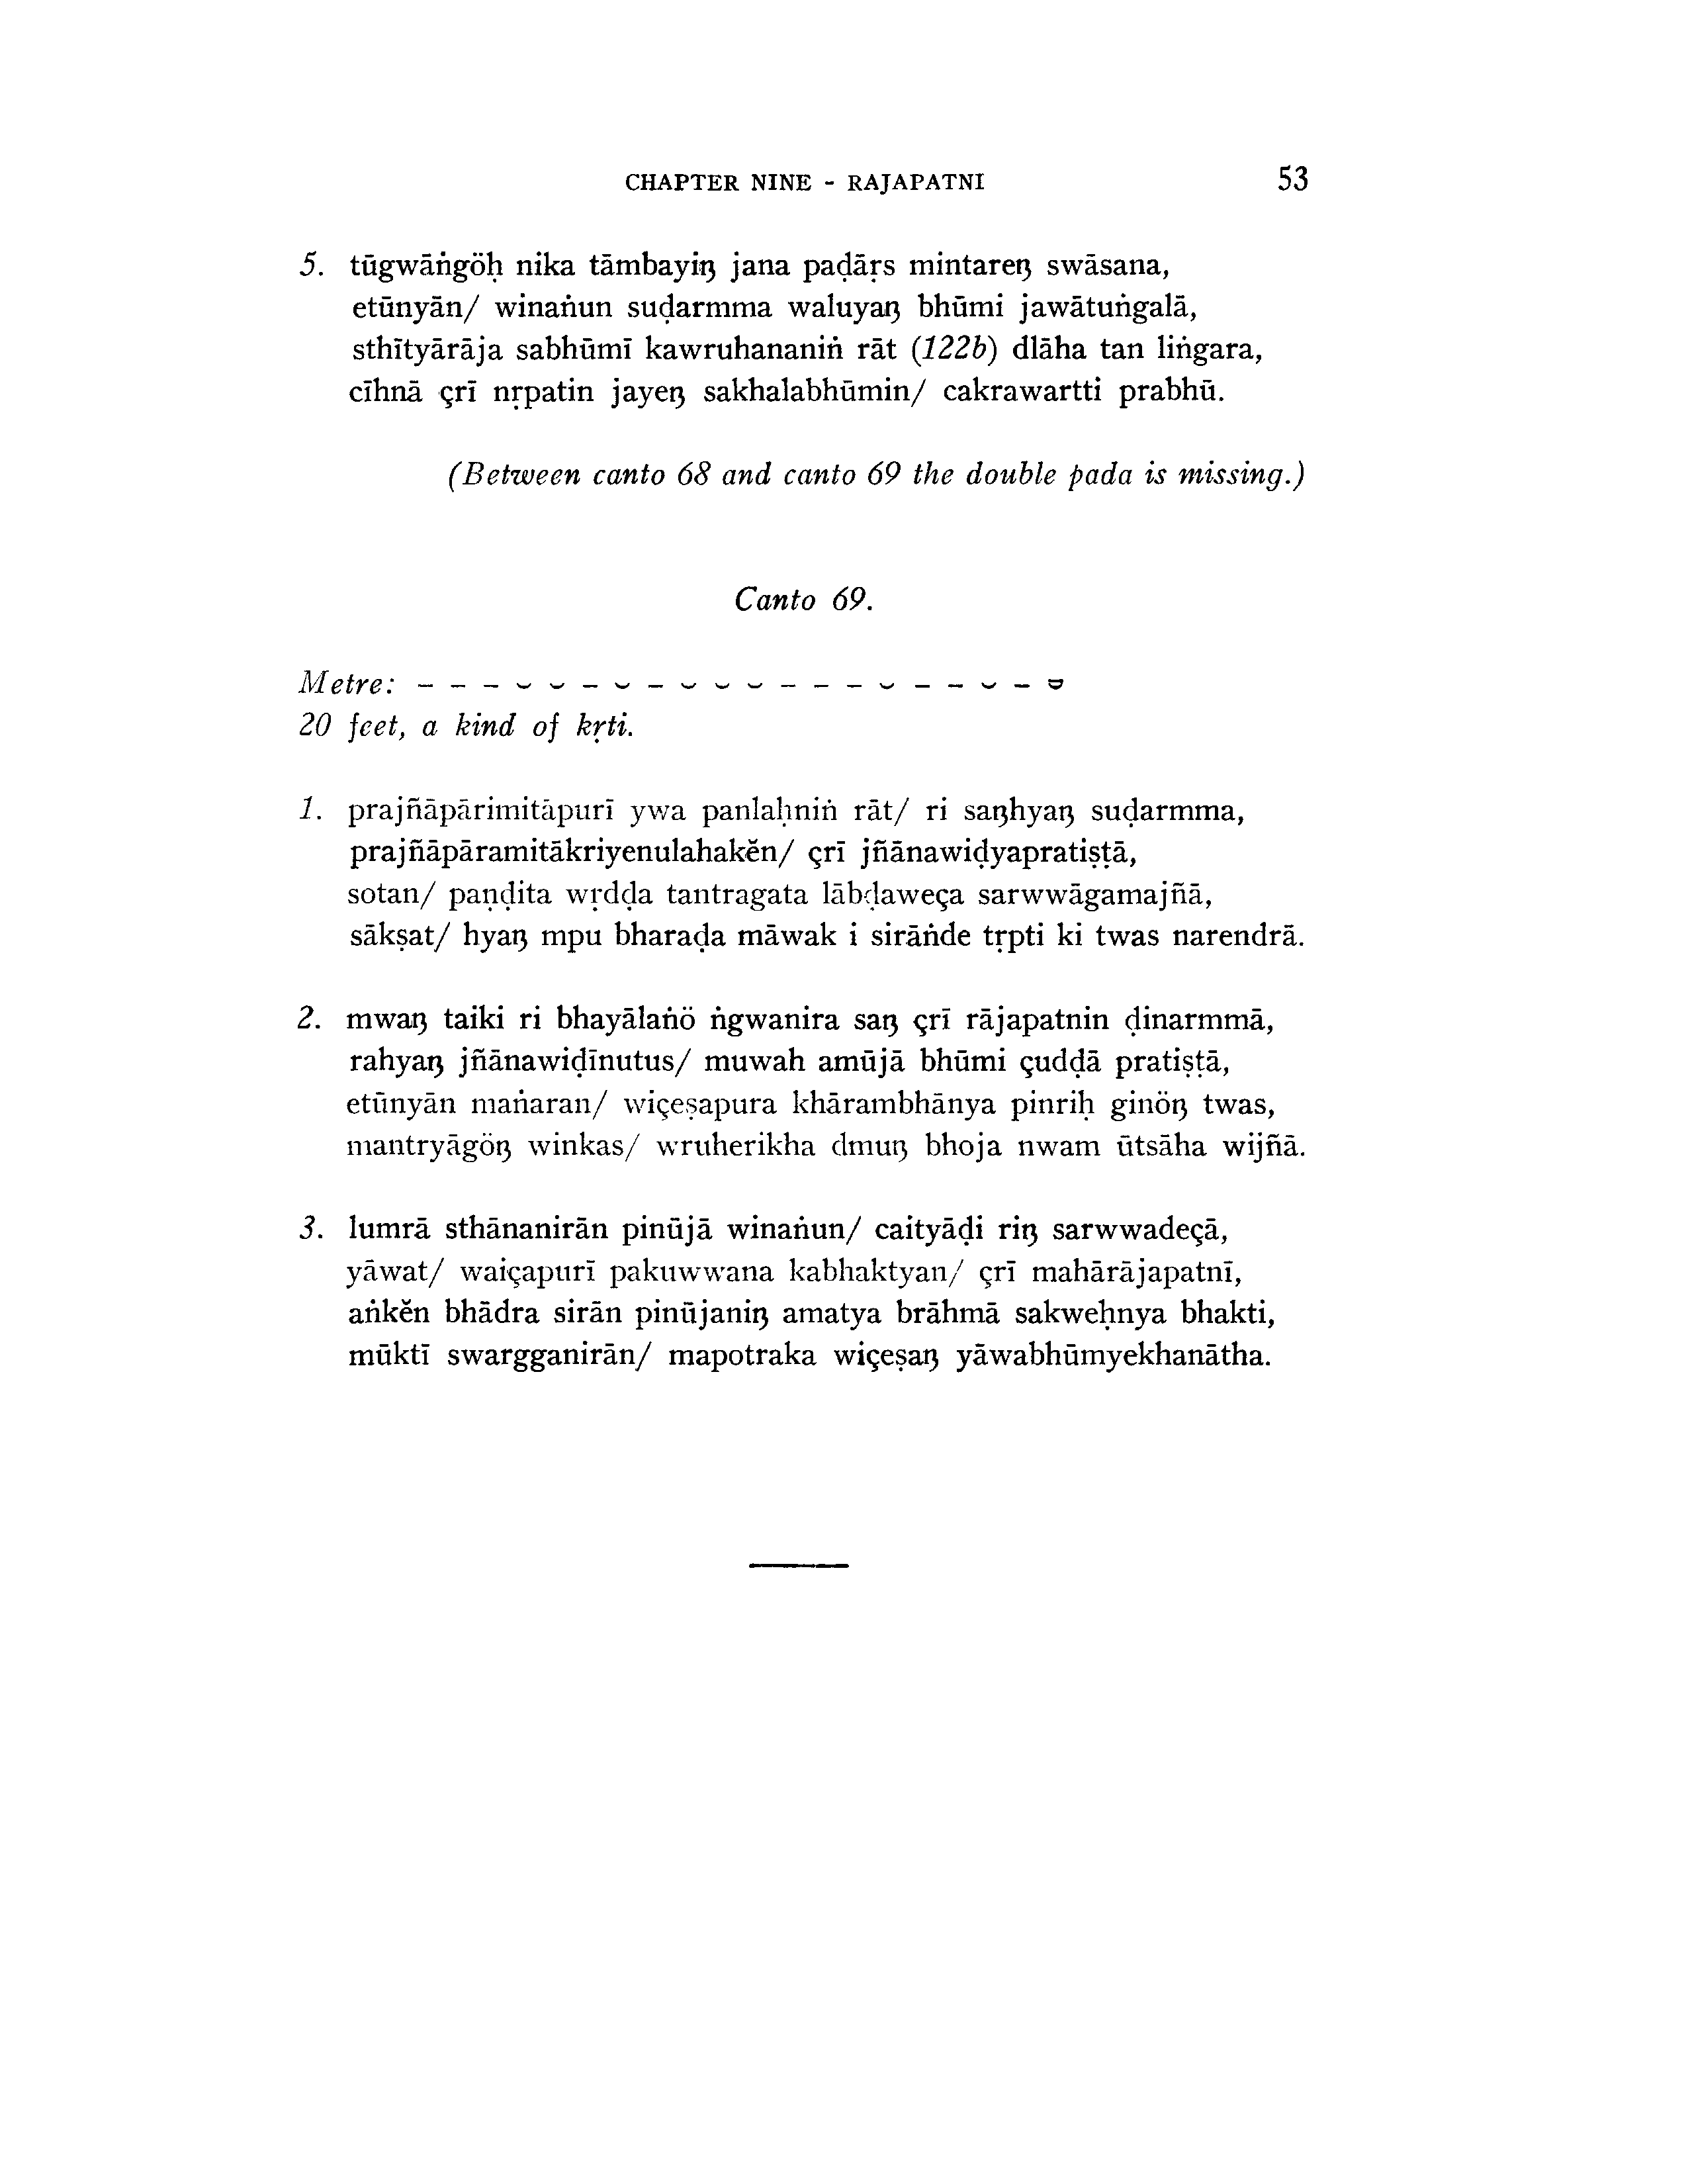 CHAPTER NINE - RAJAPATNI 53
5. tūgwāṅgöḥ nika tāmbayiŋ jana paḍāṛs mintareŋ swāsana,
etūnyān/ winaṅun suḍarmma waluyaŋ bhūmi jawātuṅgalā,
sthītyārāja sabhūmī kawruhananiṅ rāt (122b) dlāha tan liṅgara,
cīhnā çrī nṛpatin jayeŋ sakhalabhūmin/ cakrawartti prabhū.
(Between canto 68 and canto 69 the double pada is missing.)
Canto 69.
Metre: – – – ⏑ ⏑ – ⏑ – ⏑ ⏑ ⏑ – – – ⏑ – – ⏑ – ⏓
20 feet, a kind of kṛti.
1. prajñāpārimitāpurī ywa panlaḥniṅ rāt/ ri saŋhyaŋ suḍarmma,
prajñāpāramitākriyenulahakĕn/ çrī jñānawiḍyapratiṣṭā,
sotan/ paṇḍita wṛdḍa tantragata lābḍaweça sarwwāgamajñā,
sākṣat/ hyaŋ mpu bharaḍa māwak i sirāṅde tṛpti ki twas narendrā.
2. mwaŋ taiki ri bhayālaṅö ṅgwanira saŋ çrī rājapatnin ḍinarmmā,
rahyaŋ jñānawiḍīnutus/ muwah amūjā bhūmi çudḍā pratiṣṭā,
etūnyān maṅaran/ wiçeṣapura khārambhānya pinriḥ ginöŋ twas,
mantryāgöŋ winkas/ wruherikha dmuŋ bhoja nwam ūtsāha wijñā.
3. lumrā sthānanirān pinūjā winaṅun/ caityāḍi riŋ sarwwadeçā,
yāwat/ waiçapurī pakuwwana kabhaktyan/ çrī mahārājapatnī,
aṅkĕn bhādra sirān pinūjaniŋ amatya brāhmā sakweḥnya bhakti,
mūktī swargganirān/ mapotraka wiçeṣaŋ yāwabhūmyekhanātha.